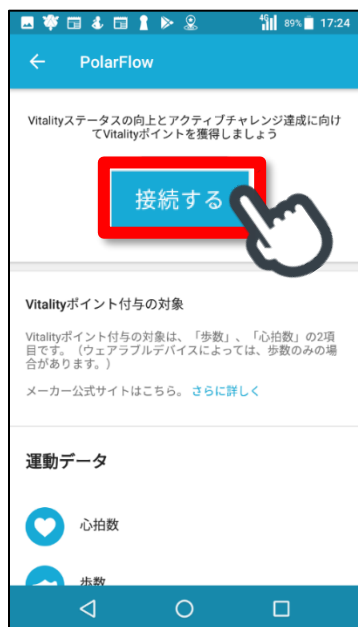 4G 89% 17:24
PolarFlow
Vitalityステータスの向上とアクティブチャレンジ達成に向け
てVitalityポイントを獲得しましょう
接続する
Vitalityポイント付与の対象
Vitalityポイント付与の対象は、「歩数」、「心拍数」の2項
目です。（ウェアラブルデバイスによっては、歩数のみの場
合があります。）
メーカー公式サイトはこちら。 さらに詳しく
運動データ
心拍数
歩数